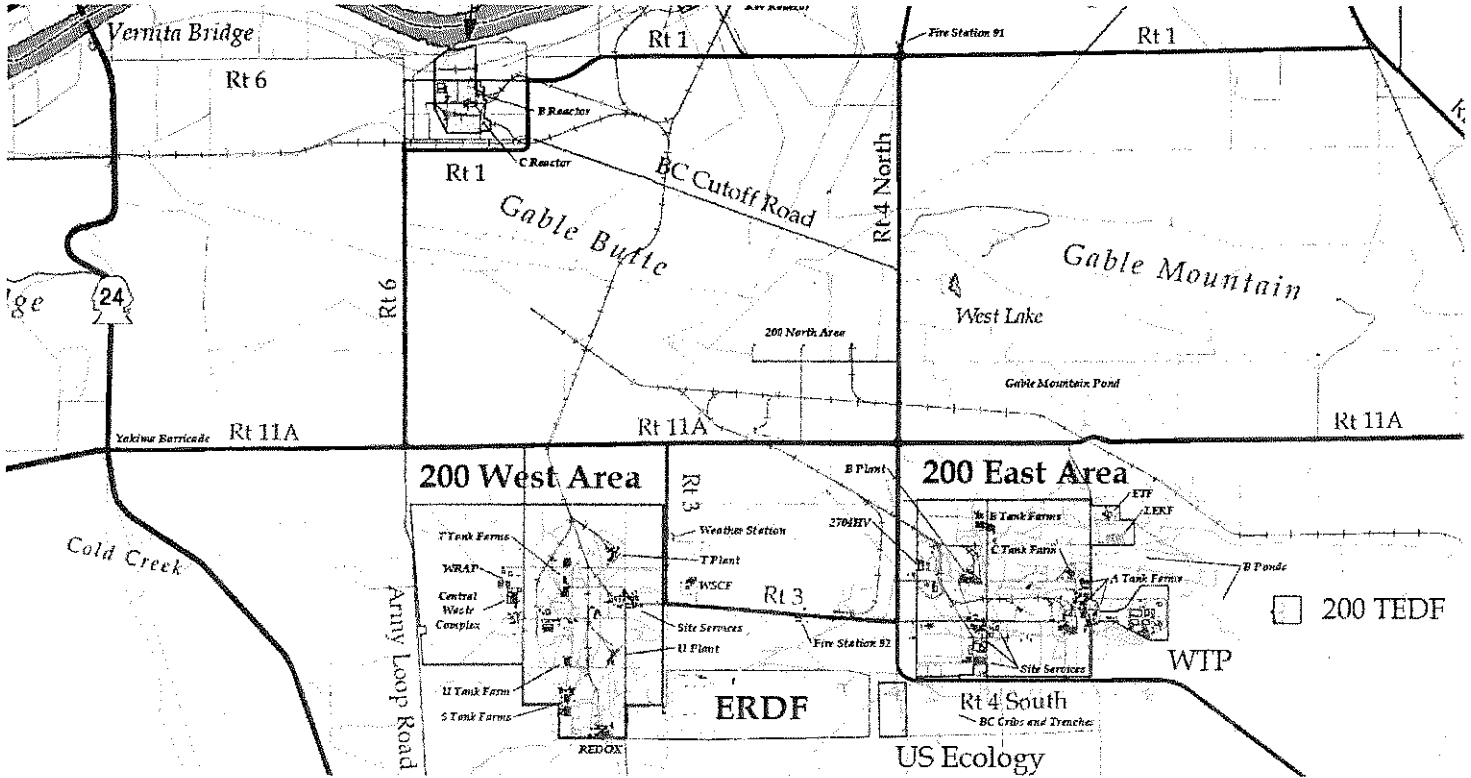 Vernita Bridge
Rt 1
Fire Station 91
Rt 1
Rt 6
B Reactor
C Reactor
Rt 1
BC Cutoff Road
Rt 4 North
Gable Butte
Gable Mountain
24
Rt 6
West Lake
200 North Area
Gable Mountain Pond
Yakima Barricade
Rt 11A
Rt 11A
Rt 11A
200 West Area
B Plant
200 East Area
Rt 3
ETF
LERF
2704HV
B Tank Farms
Weather Station
T Tank Farms
Cold Creek
C Tank Farm
T Plant
WRAP
B Ponds
A Tank Farms
WSCF
Central
Waste
Complex
Rt 3
200 TEDF
Army Loop Road
Site Services
Fire Station 92
U Plant
WTP
Site Services
U Tank Farm
ERDF
Rt 4 South
S Tank Farms
BC Cribs and Trenches
REDOX
US Ecology